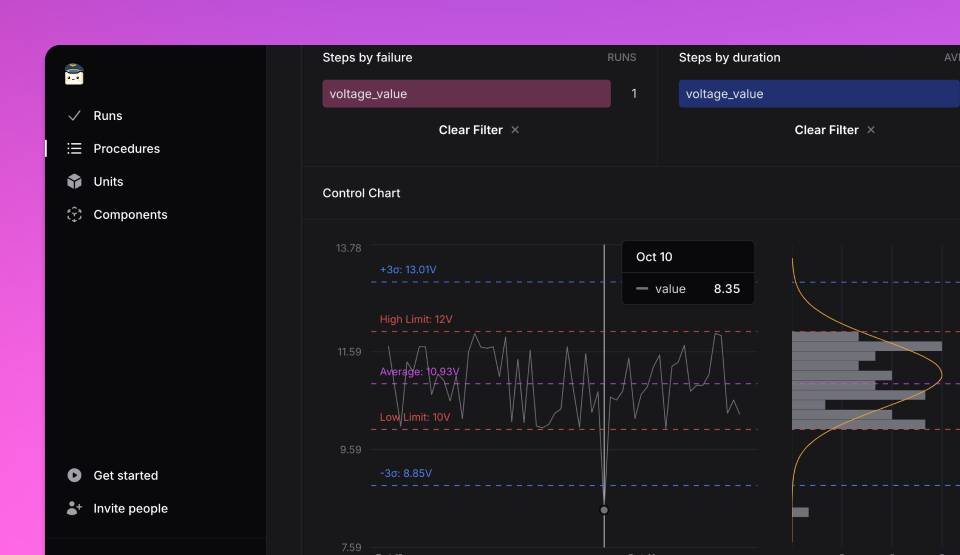 Steps by failure
RUNS
voltage_value
1
Clear Filter
Steps by duration
voltage_value
Clear Filter
Runs
Procedures
Units
Components
Get started
Invite people
Control Chart
13.78
11.59
9.59
7.59
+3σ: 13.01V
High Limit: 12V
Average: 10.93V
Low Limit: 10V
-3σ: 8.85V
Oct 10
value 8.35